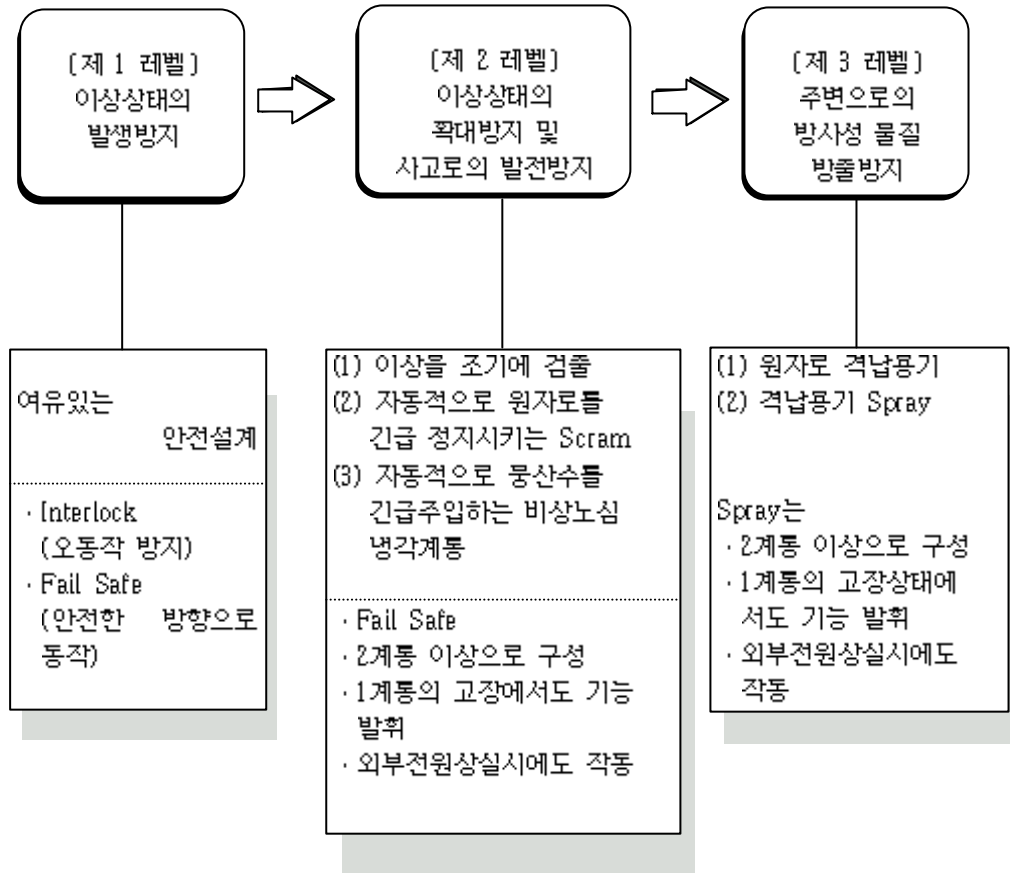 [제 1 레벨]
이상상태의
발생방지
[제 2 레벨]
이상상태의
확대방지 및
사고로의 발전방지
[제 3 레벨]
주변으로의
방사성 물질
방출방지
여유있는
안전설계
· Interlock
(오동작 방지)
· Fail Safe
(안전한 방향으로
동작)
(1) 이상을 조기에 검출
(2) 자동적으로 원자로를
긴급 정지시키는 Scram
(3) 자동적으로 붕산수를
긴급주입하는 비상노심
냉각계통
· Fail Safe
· 2계통 이상으로 구성
· 1계통의 고장에서도 기능
발휘
· 외부전원상실시에도 작동
(1) 원자로 격납용기
(2) 격납용기 Spray
Spray는
· 2계통 이상으로 구성
· 1계통의 고장상태에
서도 기능 발휘
· 외부전원상실시에도
작동